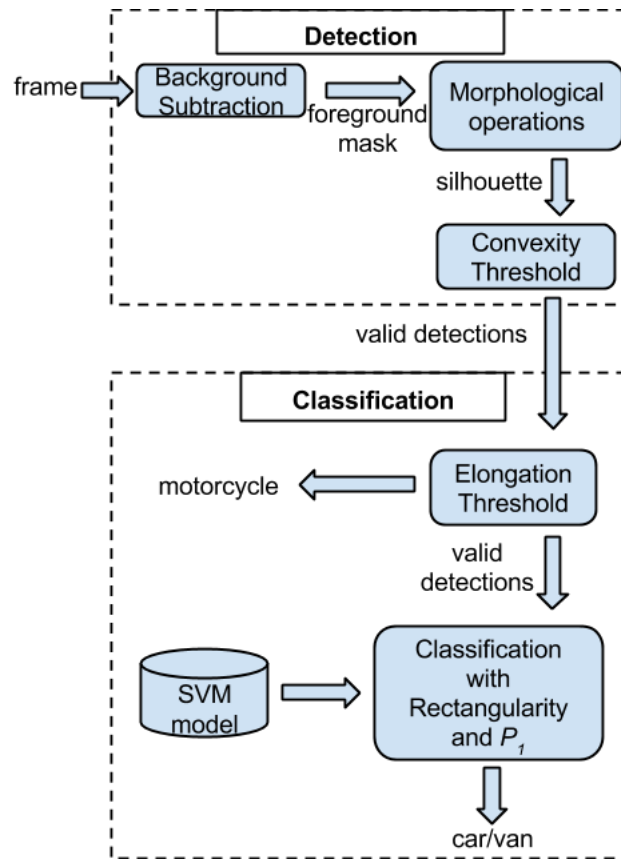 Detection
frame
Background
Subtraction
foreground
mask
Morphological
operations
silhouette
Convexity
Threshold
valid detections
Classification
Elongation
Threshold
motorcycle
valid
detections
SVM
model
Classification
with
Rectangularity
and P₁
car/van